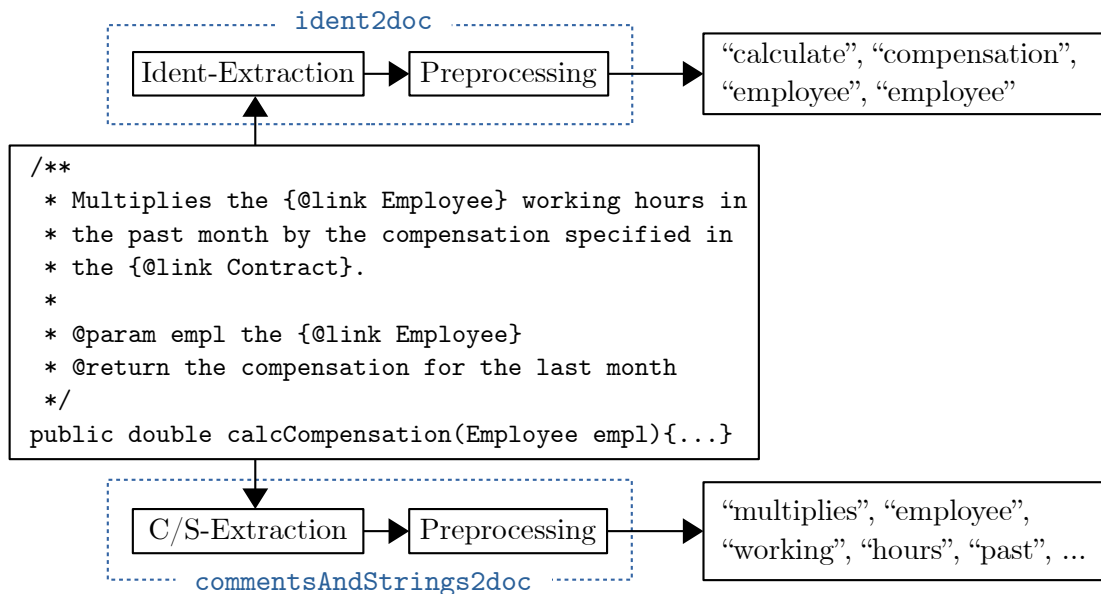 ident2doc
Ident-Extraction
Preprocessing
“calculate”, “compensation”,
“employee”, “employee”
/**
 * Multiplies the {@link Employee} working hours in
 * the past month by the compensation specified in
 * the {@link Contract}.
 *
 * @param empl the {@link Employee}
 * @return the compensation for the last month
 */
public double calcCompensation(Employee empl){...}
C/S-Extraction
Preprocessing
“multiplies”, “employee”,
“working”, “hours”, “past”, ...
commentsAndStrings2doc